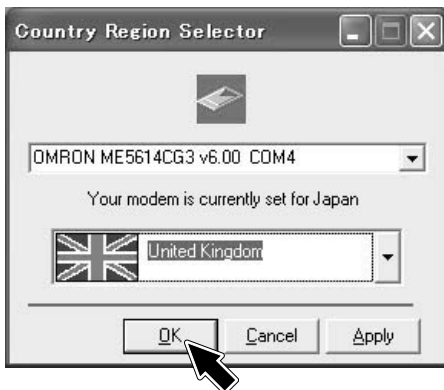 Country Region Selector
OMRON ME5614CG3 v6.00 COM4
Your modem is currently set for Japan
United Kingdom
OK Cancel Apply